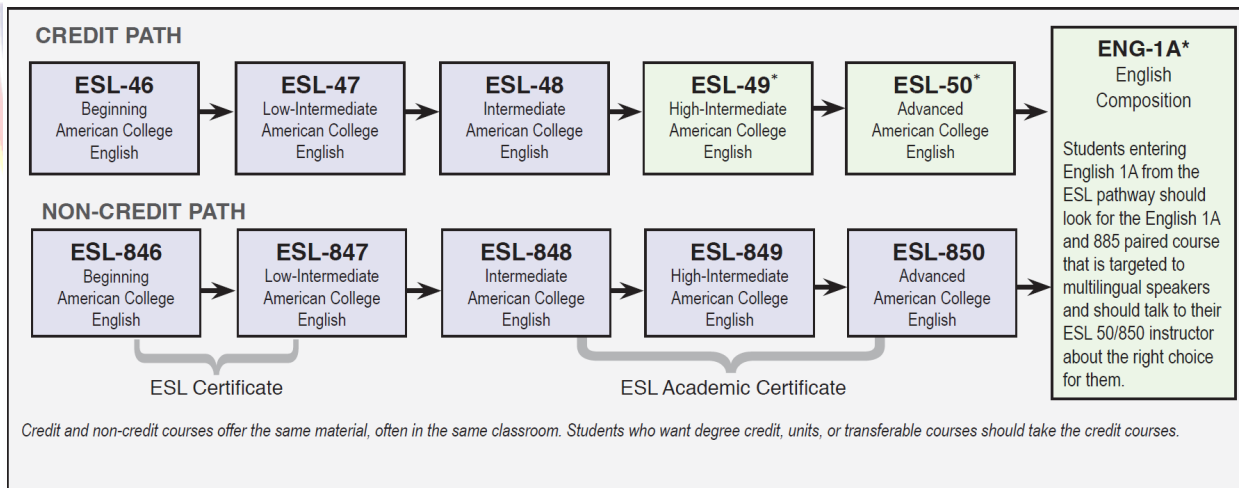 CREDIT PATH
ESL-46
Beginning
American College
English
ESL-47
Low-Intermediate
American College
English
ESL-48
Intermediate
American College
English
ESL-49*
High-Intermediate
American College
English
ESL-50*
Advanced
American College
English
NON-CREDIT PATH
ESL-846
Beginning
American College
English
ESL-847
Low-Intermediate
American College
English
ESL-848
Intermediate
American College
English
ESL-849
High-Intermediate
American College
English
ESL-850
Advanced
American College
English
ESL Certificate
ESL Academic Certificate
ENG-1A*
English
Composition
Students entering
English 1A from the
ESL pathway should
look for the English 1A
and 885 paired course
that is targeted to
multilingual speakers
and should talk to their
ESL 50/850 instructor
about the right choice
for them.
Credit and non-credit courses offer the same material, often in the same classroom. Students who want degree credit, units, or transferable courses should take the credit courses.